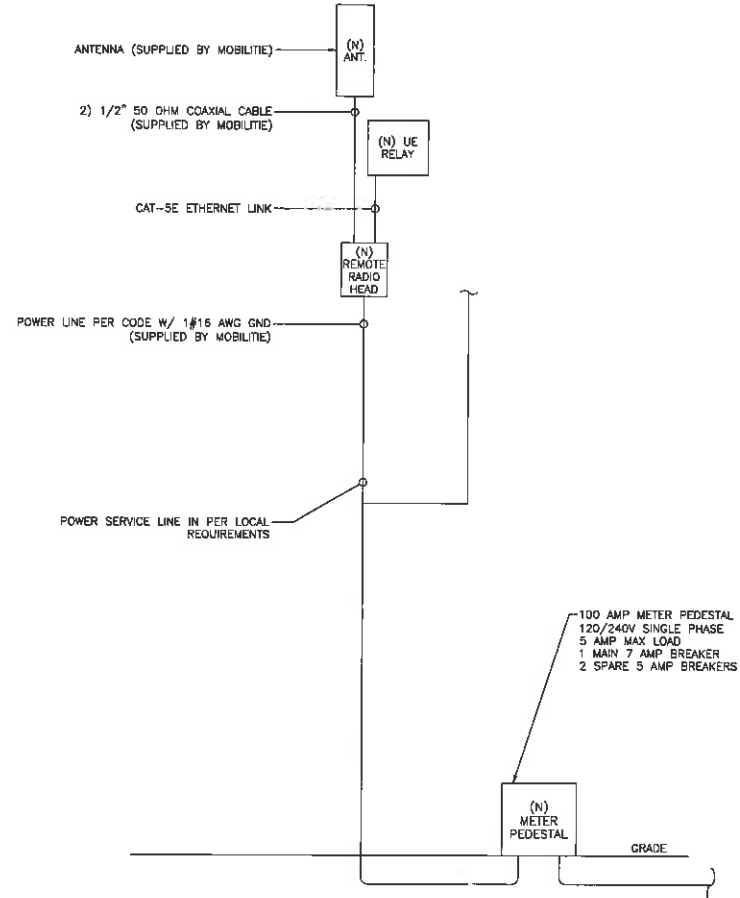 (N)
ANT.
ANTENNA (SUPPLIED BY MOBILITIE)
2) 1/2" 50 OHM COAXIAL CABLE
(SUPPLIED BY MOBILITIE)
(N) UE
RELAY
CAT-5E ETHERNET LINK
(N)
REMOTE
RADIO
HEAD
POWER LINE PER CODE W/ 1#16 AWG GND
(SUPPLIED BY MOBILITIE)
POWER SERVICE LINE IN PER LOCAL
REQUIREMENTS
100 AMP METER PEDESTAL
120/240V SINGLE PHASE
5 AMP MAX LOAD
1 MAIN 7 AMP BREAKER
2 SPARE 5 AMP BREAKERS
(N)
METER
PEDESTAL
GRADE